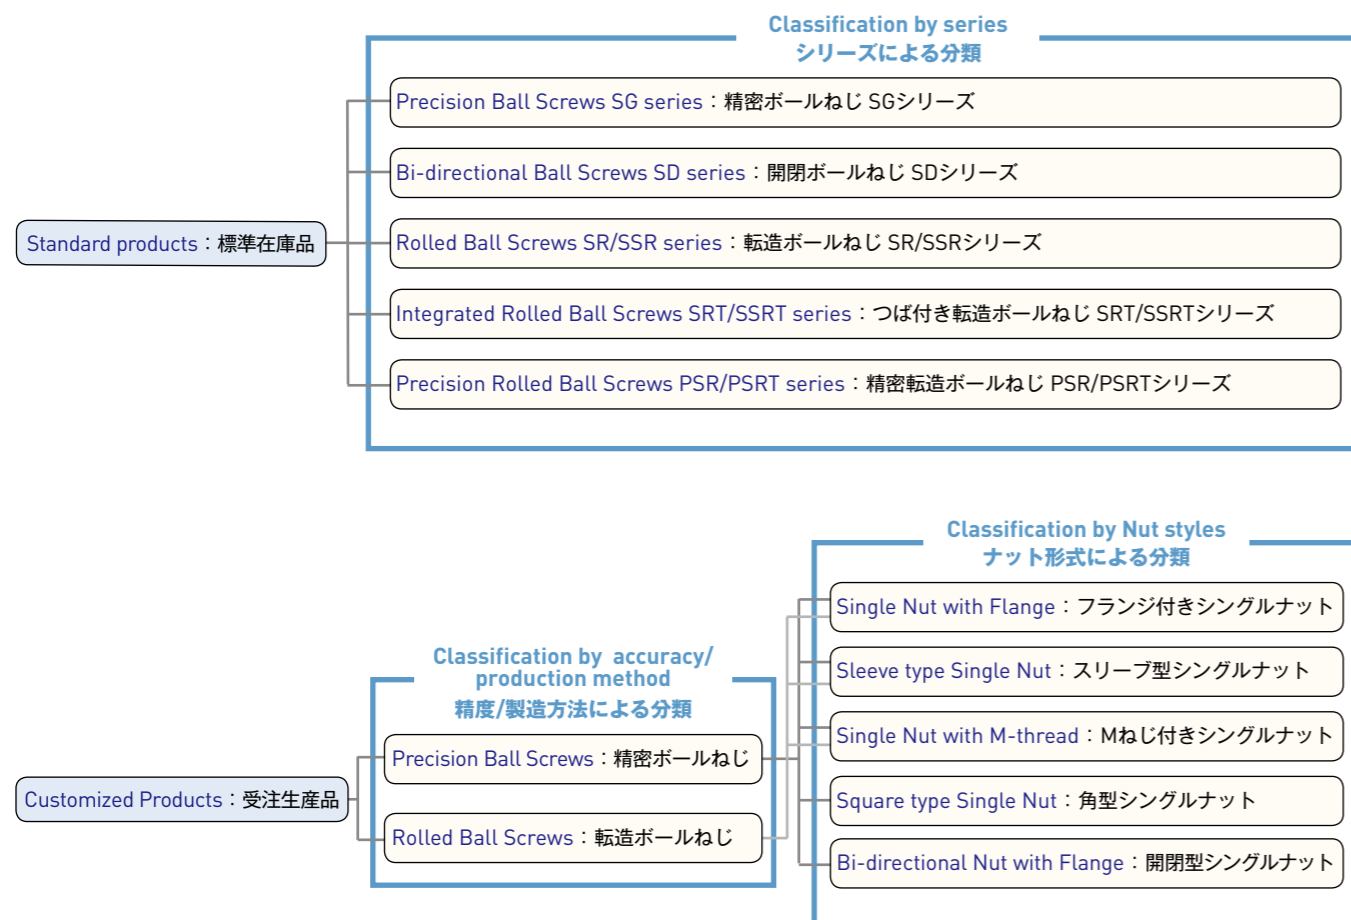 Classification by series
シリーズによる分類
Precision Ball Screws SG series：精密ボールねじ SGシリーズ
Bi-directional Ball Screws SD series：開閉ボールねじ SDシリーズ
Standard products：標準在庫品
Rolled Ball Screws SR/SSR series：転造ボールねじ SR/SSRシリーズ
Integrated Rolled Ball Screws SRT/SSRT series：つば付き転造ボールねじ SRT/SSRTシリーズ
Precision Rolled Ball Screws PSR/PSRT series：精密転造ボールねじ PSR/PSRTシリーズ
Classification by Nut styles
ナット形式による分類
Single Nut with Flange：フランジ付きシングルナット
Classification by accuracy/
production method
精度/製造方法による分類
Sleeve type Single Nut：スリーブ型シングルナット
Single Nut with M-thread：Mねじ付きシングルナット
Precision Ball Screws：精密ボールねじ
Customized Products：受注生産品
Square type Single Nut：角型シングルナット
Rolled Ball Screws：転造ボールねじ
Bi-directional Nut with Flange：開閉型シングルナット